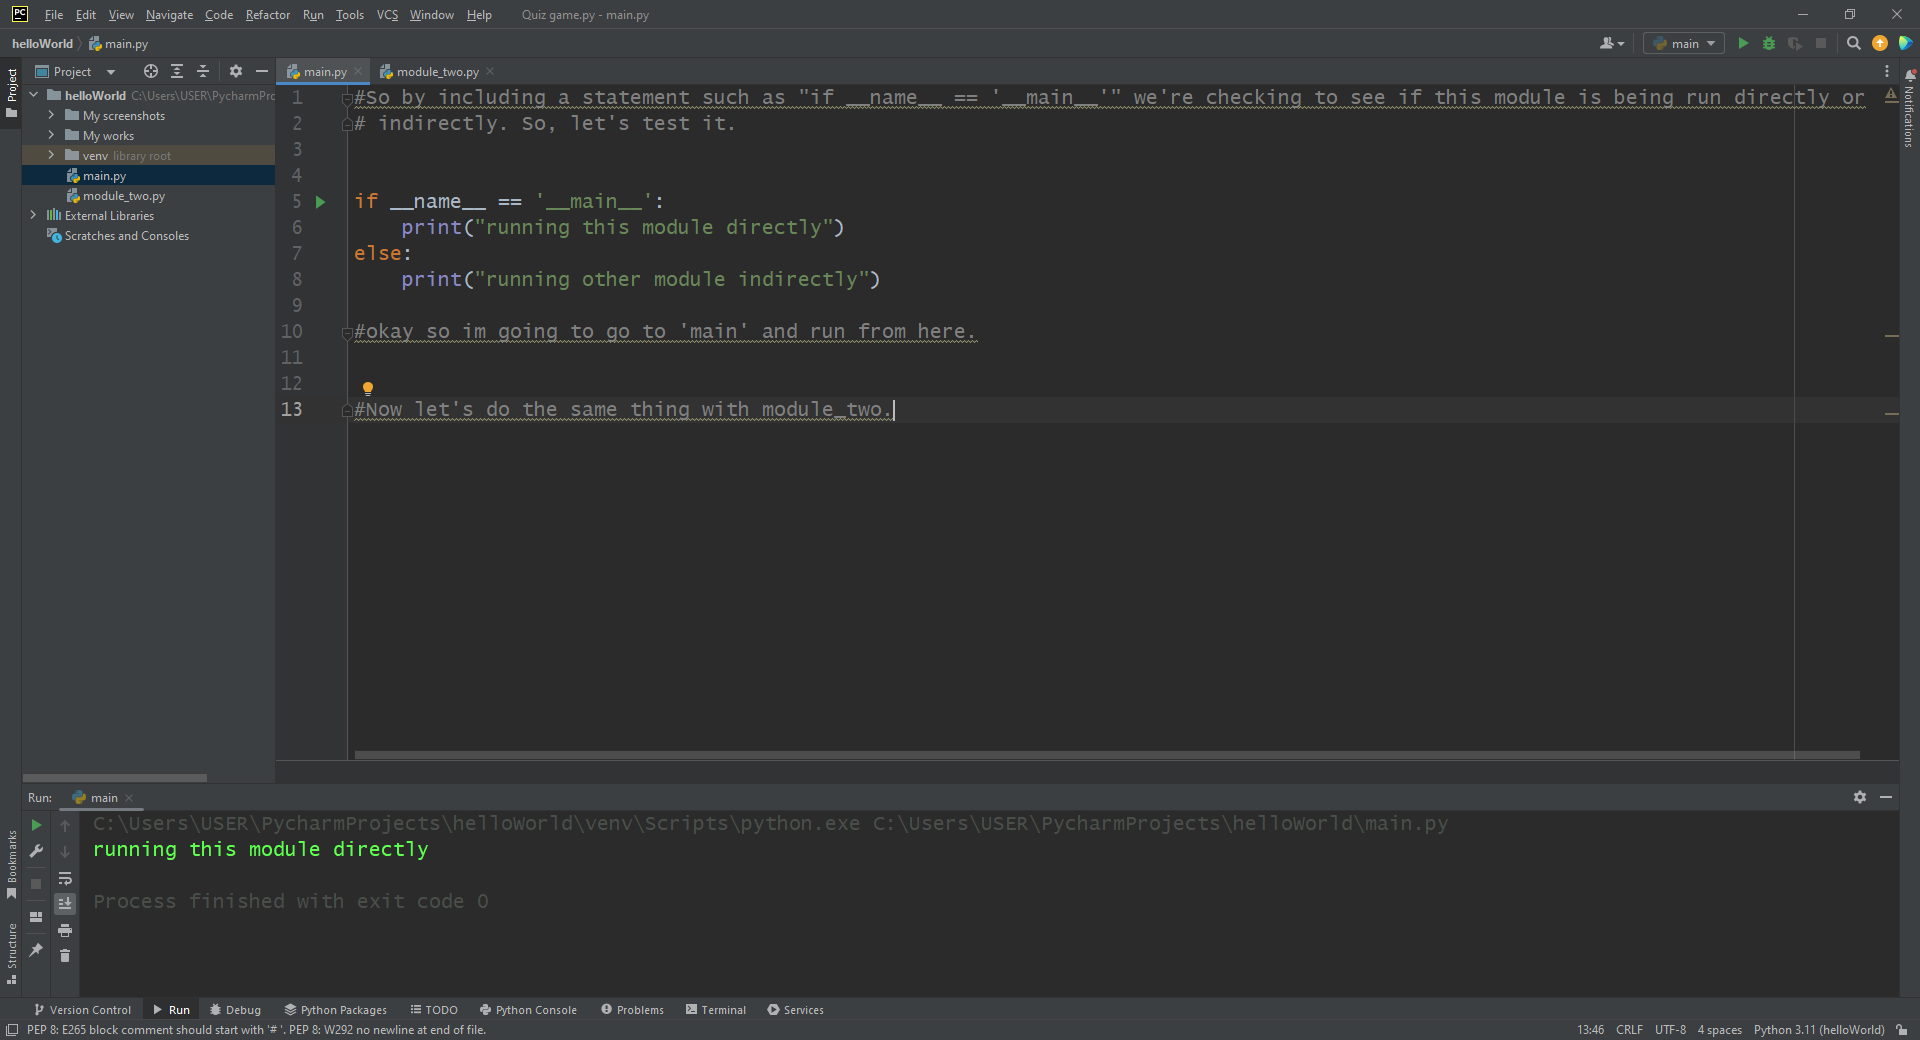 PC File Edit View Navigate Code Refactor Run Tools VCS Window Help Quiz game.py - main.py
helloWorld main.py main
Project main.py module_two.py
Project
helloWorld C:\Users\USER\PycharmPro
My screenshots
My works
venv library root
main.py
module_two.py
External Libraries
Scratches and Consoles
Notifications
1 #So by including a statement such as "if __name__ == '__main__'" we're checking to see if this module is being run directly or
2 # indirectly. So, let's test it.
3
4
5 if __name__ == '__main__':
6 print("running this module directly")
7 else:
8 print("running other module indirectly")
9
10 #okay so im going to go to 'main' and run from here.
11
12
13 #Now let's do the same thing with module_two.
Run: main
C:\Users\USER\PycharmProjects\helloWorld\venv\Scripts\python.exe C:\Users\USER\PycharmProjects\helloWorld\main.py
running this module directly
Process finished with exit code 0
Bookmarks
Structure
Version Control Run Debug Python Packages TODO Python Console Problems Terminal Services
PEP 8: E265 block comment should start with '# '. PEP 8: W292 no newline at end of file. 13:46 CRLF UTF-8 4 spaces Python 3.11 (helloWorld)